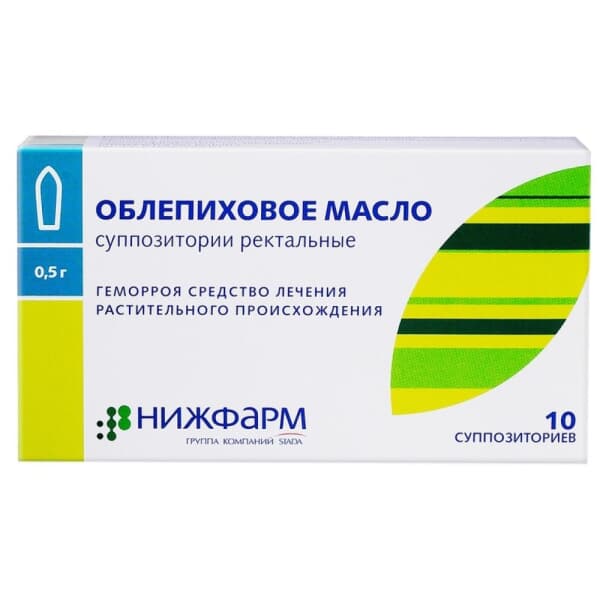 ОБЛЕПИХОВОЕ МАСЛО
суппозитории ректальные
0,5 г
ГЕМОРРОЯ СРЕДСТВО ЛЕЧЕНИЯ
РАСТИТЕЛЬНОГО ПРОИСХОЖДЕНИЯ
НИЖФАРМ
ГРУППА КОМПАНИЙ STADA
10
СУППОЗИТОРИЕВ